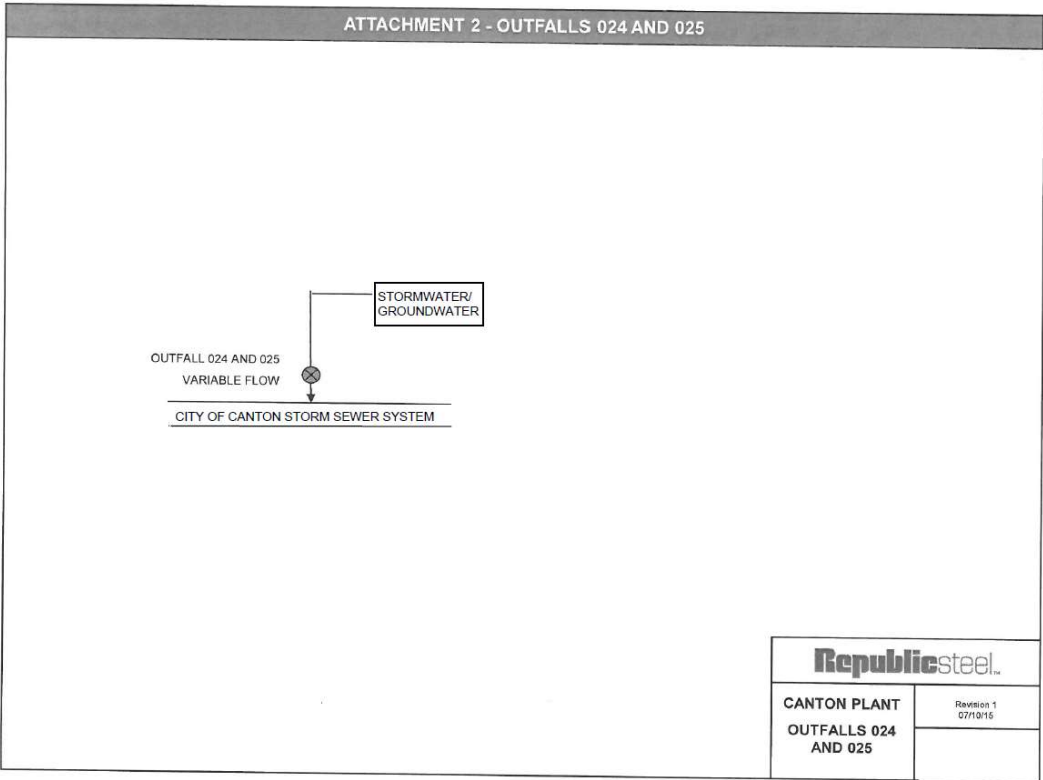 ATTACHMENT 2 - OUTFALLS 024 AND 025
STORMWATER/
GROUNDWATER
OUTFALL 024 AND 025
VARIABLE FLOW
CITY OF CANTON STORM SEWER SYSTEM
Republicsteel™
CANTON PLANT
OUTFALLS 024
AND 025
Revision 1
07/10/15